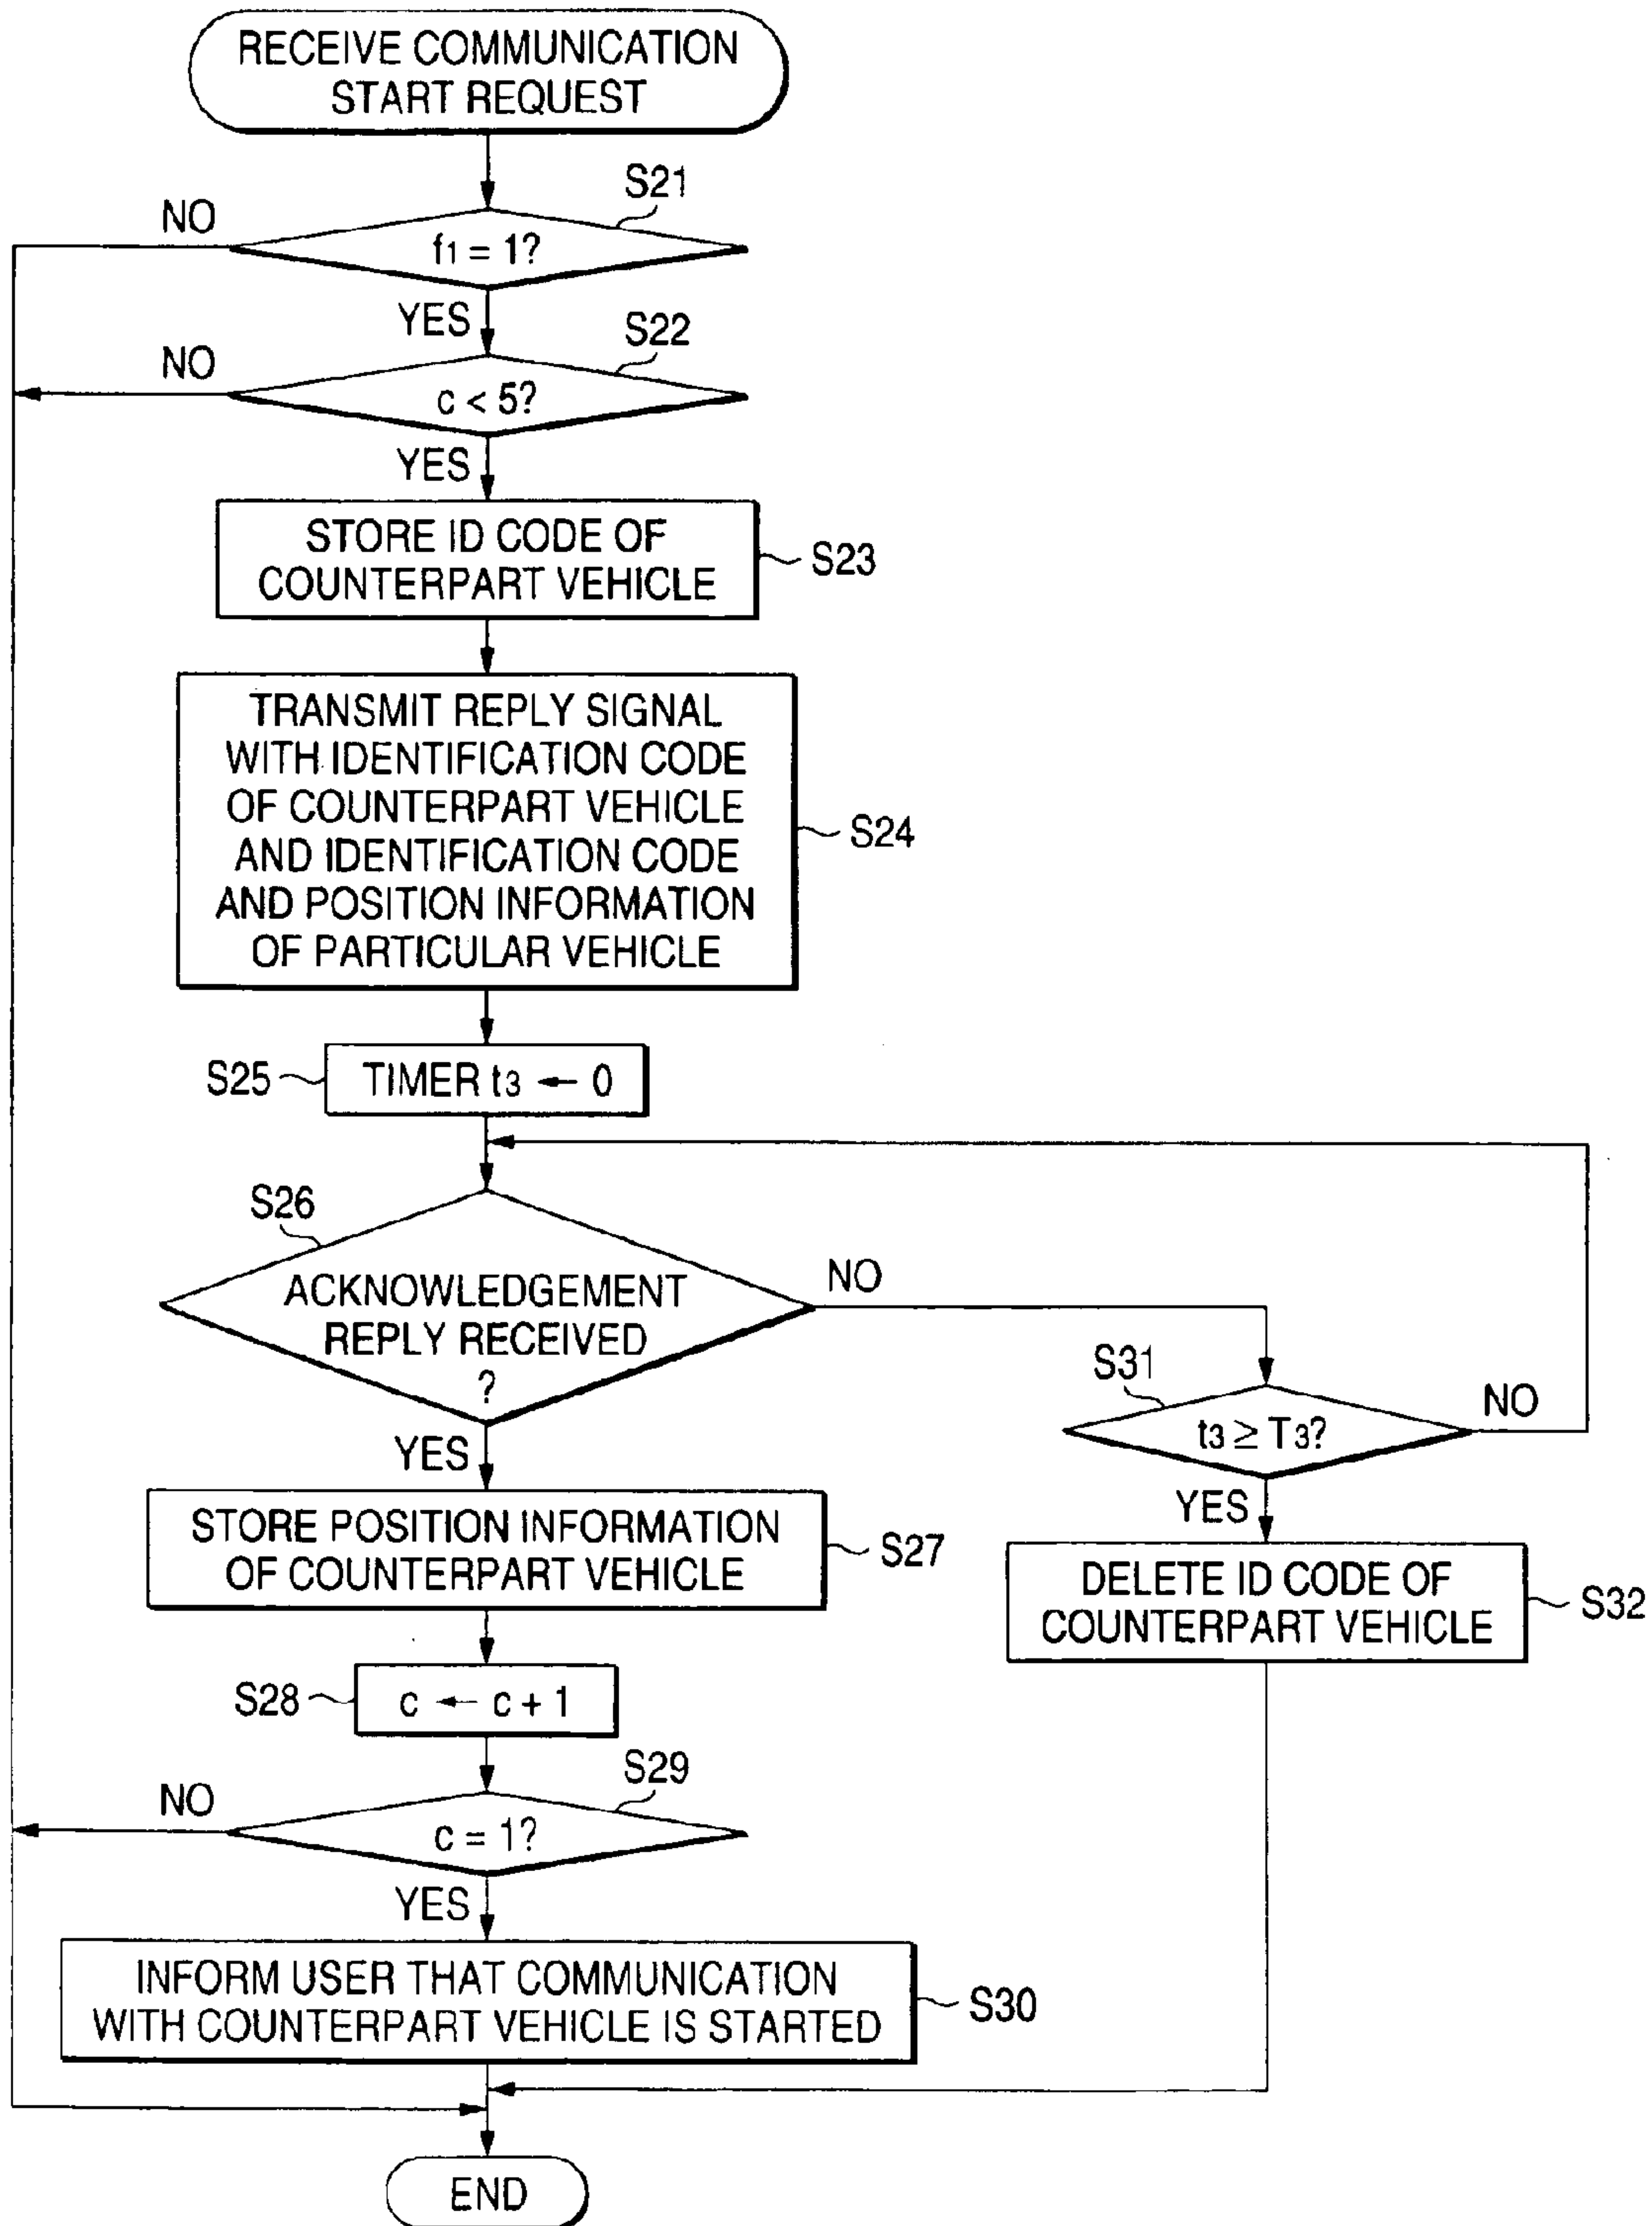 RECEIVE COMMUNICATION
START REQUEST
S21
NO
f1 = 1?
YES
S22
NO
c < 5?
YES
STORE ID CODE OF
COUNTERPART VEHICLE
S23
TRANSMIT REPLY SIGNAL
WITH IDENTIFICATION CODE
OF COUNTERPART VEHICLE
AND IDENTIFICATION CODE
AND POSITION INFORMATION
OF PARTICULAR VEHICLE
S24
S25
TIMER t3 ← 0
S26
ACKNOWLEDGEMENT
REPLY RECEIVED
?
NO
YES
S31
t3 ≥ T3?
NO
YES
STORE POSITION INFORMATION
OF COUNTERPART VEHICLE
S27
DELETE ID CODE OF
COUNTERPART VEHICLE
S32
S28
c ← c + 1
S29
NO
c = 1?
YES
INFORM USER THAT COMMUNICATION
WITH COUNTERPART VEHICLE IS STARTED
S30
END